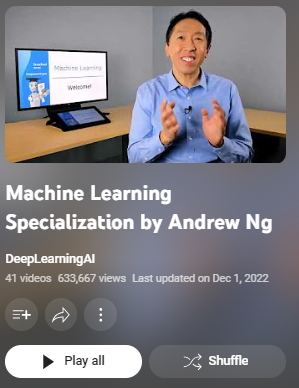 Machine Learning
Welcome!
Machine Learning
Specialization by Andrew Ng
DeepLearningAI
41 videos 633,667 views Last updated on Dec 1, 2022
Play all
Shuffle